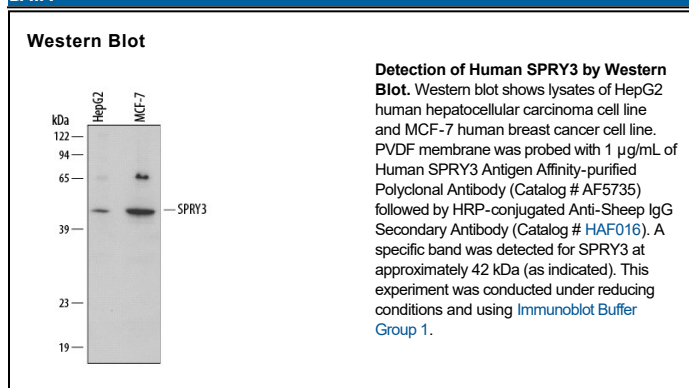 Western Blot
HepG2
MCF-7
kDa
122
94
65
SPRY3
39
23
19
Detection of Human SPRY3 by Western
Blot. Western blot shows lysates of HepG2
human hepatocellular carcinoma cell line
and MCF-7 human breast cancer cell line.
PVDF membrane was probed with 1 µg/mL of
Human SPRY3 Antigen Affinity-purified
Polyclonal Antibody (Catalog # AF5735)
followed by HRP-conjugated Anti-Sheep IgG
Secondary Antibody (Catalog # HAF016). A
specific band was detected for SPRY3 at
approximately 42 kDa (as indicated). This
experiment was conducted under reducing
conditions and using Immunoblot Buffer
Group 1.